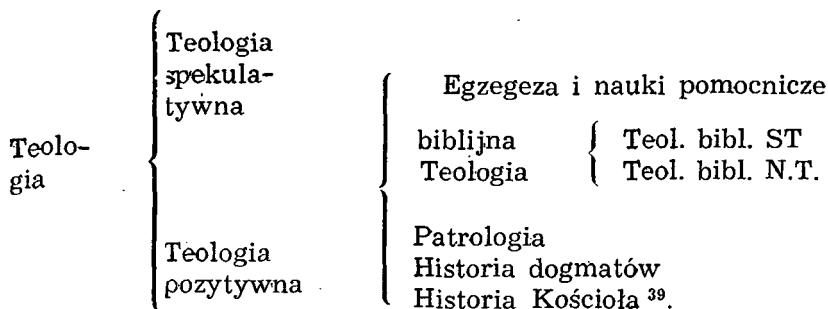 Teologia
spekula-
tywna
Egzegeza i nauki pomocnicze
Teolo-
gia
biblijna
Teologia
Teol. bibl. ST
Teol. bibl. N.T.
Teologia
pozytywna
Patrologia
Historia dogmatów
Historia Kościoła ³⁹.